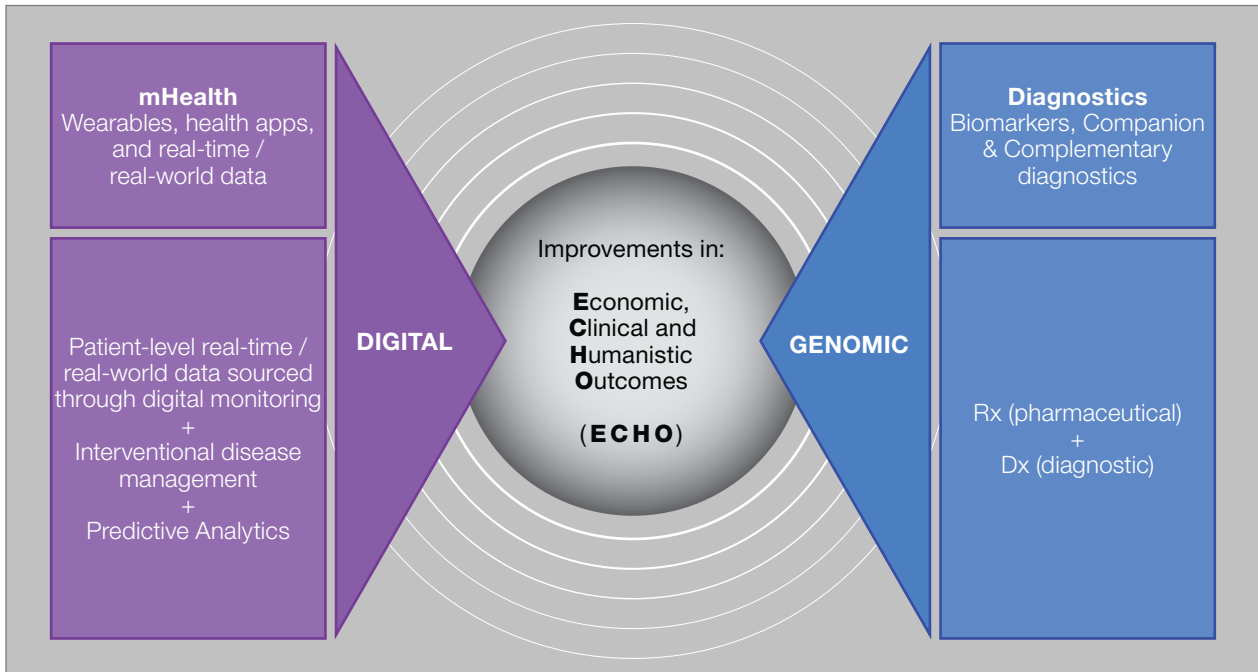 mHealth
Wearables, health apps,
and real-time /
real-world data
Patient-level real-time /
real-world data sourced
through digital monitoring
+
Interventional disease
management
+
Predictive Analytics
DIGITAL
Improvements in:
Economic,
Clinical and
Humanistic
Outcomes
(ECHO)
GENOMIC
Diagnostics
Biomarkers, Companion
& Complementary
diagnostics
Rx (pharmaceutical)
+
Dx (diagnostic)